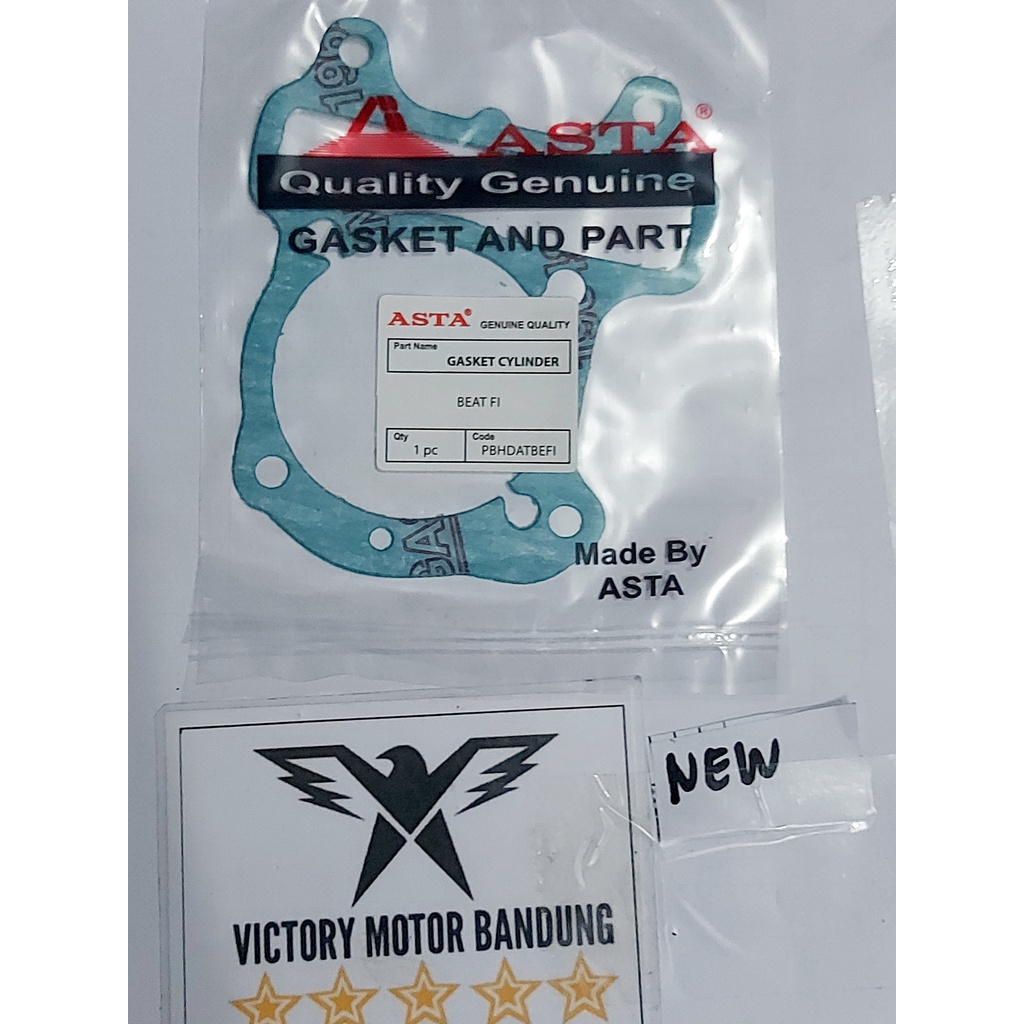 ASTA®
Quality Genuine
GASKET AND PART
ASTA® GENUINE QUALITY
Part Name
GASKET CYLINDER
BEAT FI
Qty
1 pc
Code
PBHDATBEFI
Made By
ASTA
NEW
VICTORY MOTOR BANDUNG